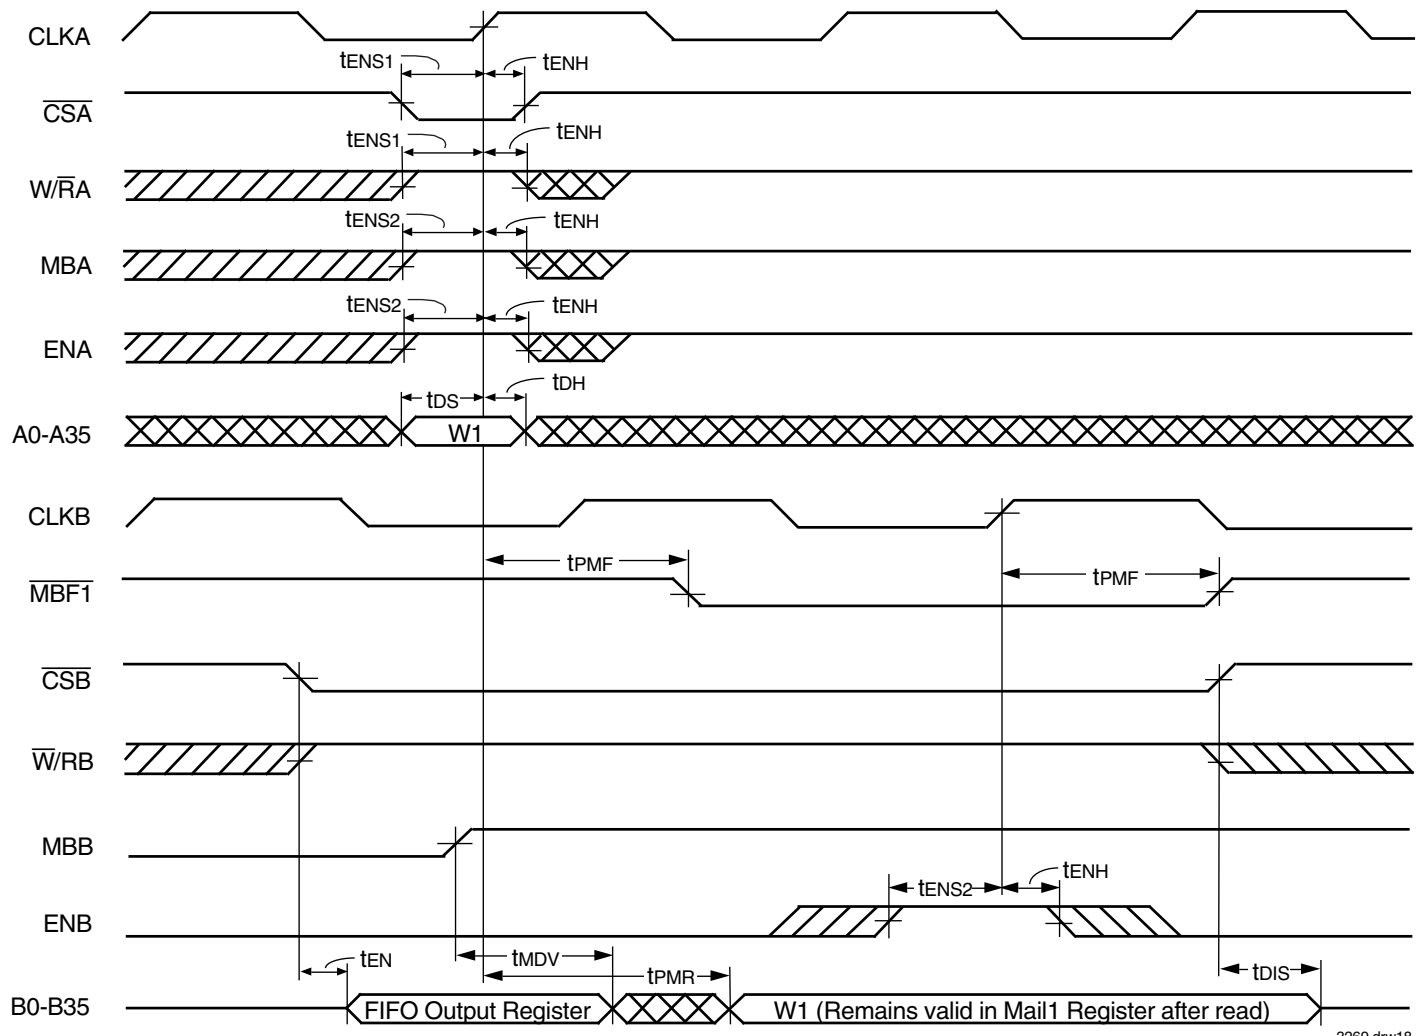 CLKA
tENS1 tENH
CSA
tENS1 tENH
W/RA
tENS2 tENH
MBA
tENS2 tENH
ENA
tDS tDH
A0-A35 W1
CLKB
tPMF tPMF
MBF1
CSB
W/RB
MBB
tENS2 tENH
ENB
tEN tMDV tPMR tDIS
B0-B35 FIFO Output Register W1 (Remains valid in Mail1 Register after read)